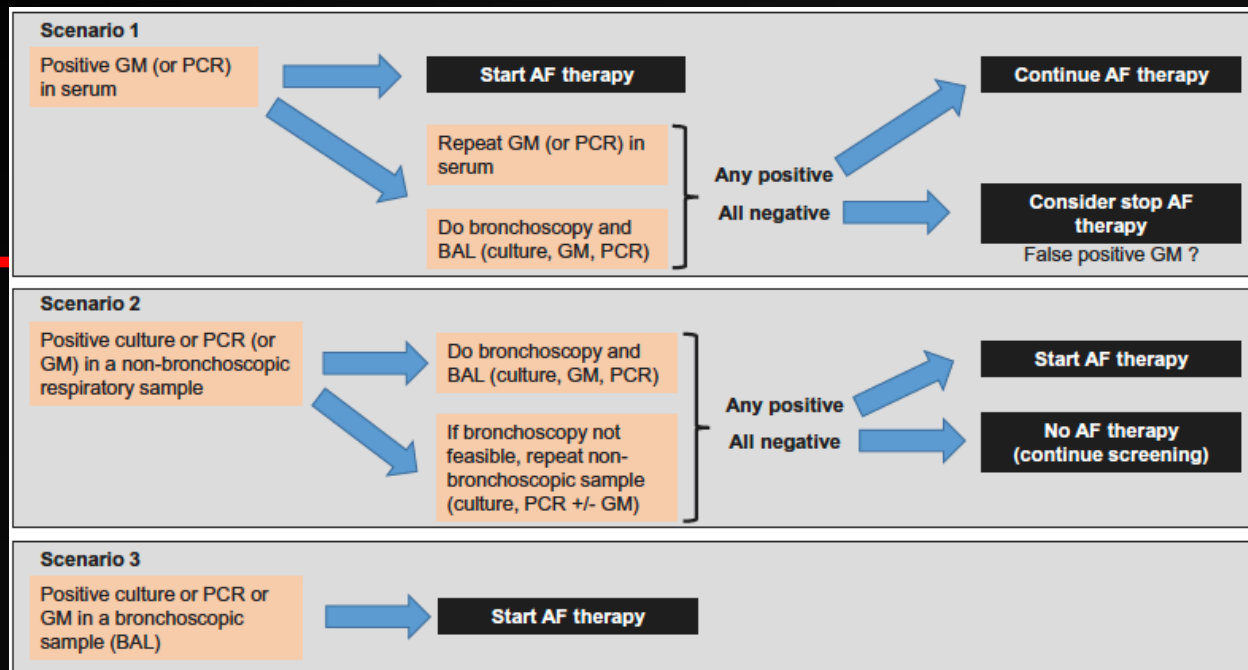 Scenario 1
Positive GM (or PCR)
in serum
Start AF therapy
Repeat GM (or PCR) in
serum
Do bronchoscopy and
BAL (culture, GM, PCR)
Any positive
All negative
Continue AF therapy
Consider stop AF
therapy
False positive GM ?
Scenario 2
Positive culture or PCR (or
GM) in a non-bronchoscopic
respiratory sample
Do bronchoscopy and
BAL (culture, GM, PCR)
If bronchoscopy not
feasible, repeat non-
bronchoscopic sample
(culture, PCR +/- GM)
Any positive
All negative
Start AF therapy
No AF therapy
(continue screening)
Scenario 3
Positive culture or PCR or
GM in a bronchoscopic
sample (BAL)
Start AF therapy